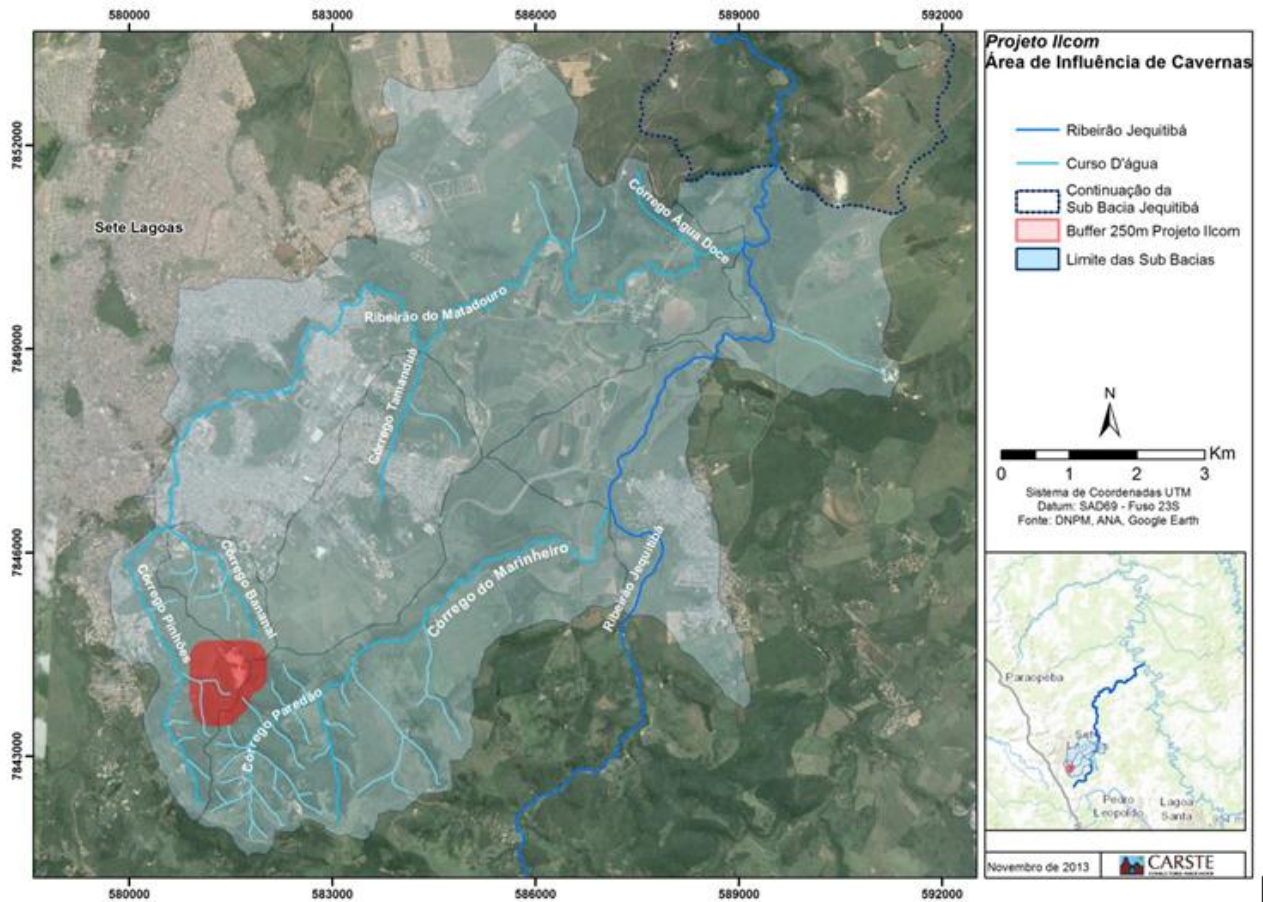 580000 583000 586000 589000 592000
Projeto Ilcom
Área de Influência de Cavernas
Ribeirão Jequitibá
Curso D'água
Continuação da
Sub Bacia Jequitibá
Buffer 250m Projeto Ilcom
Limite das Sub Bacias
N
Km
0 1 2 3
Sistema de Coordenadas UTM
Datum: SAD69 - Fuso 23S
Fonte: DNPM, ANA, Google Earth
7852000
7849000
7846000
7843000
Sete Lagoas
Córrego Água Doce
Ribeirão do Matadouro
Córrego Tamanduá
Córrego Bananal
Córrego Pinhões
Córrego do Marinheiro
Ribeirão Jequitibá
Córrego Paredão
Paraopeba
Pedro
Leopoldo
Lagoa
Santa
Novembro de 2013
CARSTE
580000 583000 586000 589000 592000